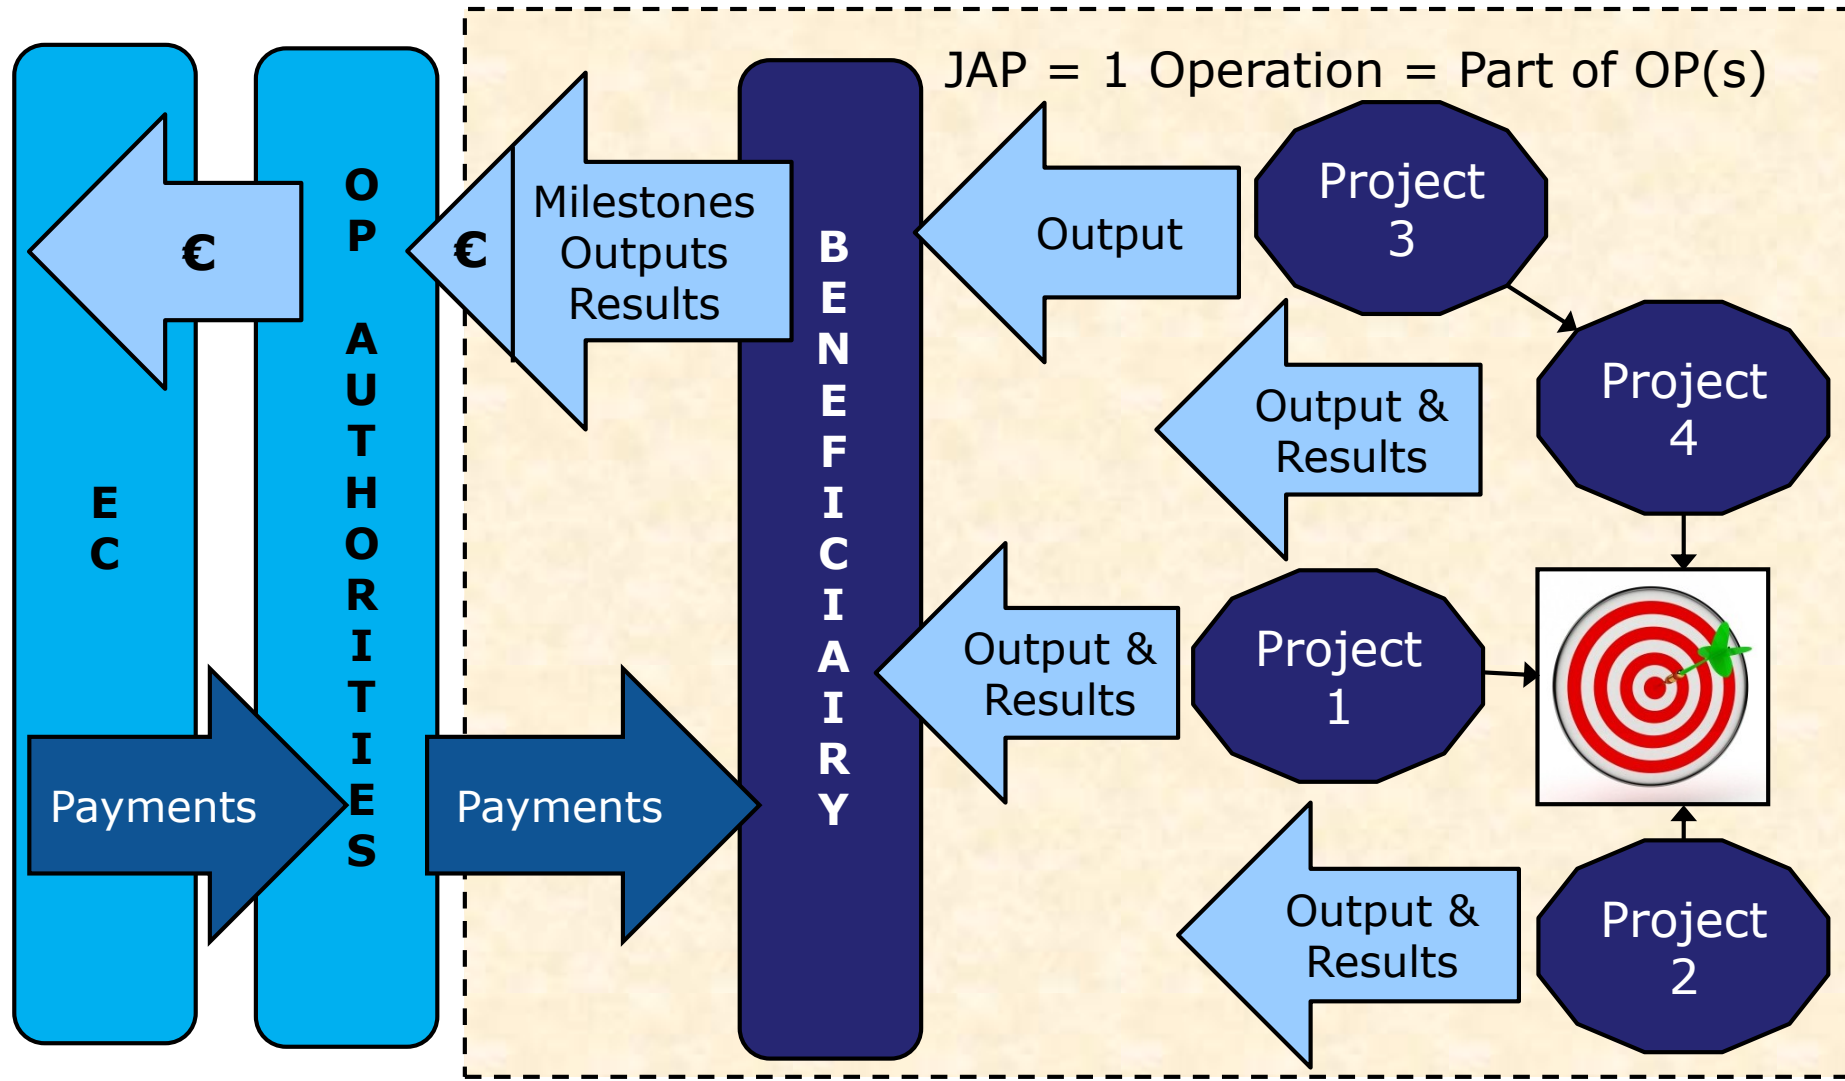 JAP = 1 Operation = Part of OP(s)
E
C
€
O
P
A
U
T
H
O
R
I
T
I
E
S
€
Milestones
Outputs
Results
B
E
N
E
F
I
C
I
A
I
R
Y
Output
Project
3
Output &
Results
Project
4
Output &
Results
Project
1
Payments
Payments
Output &
Results
Project
2